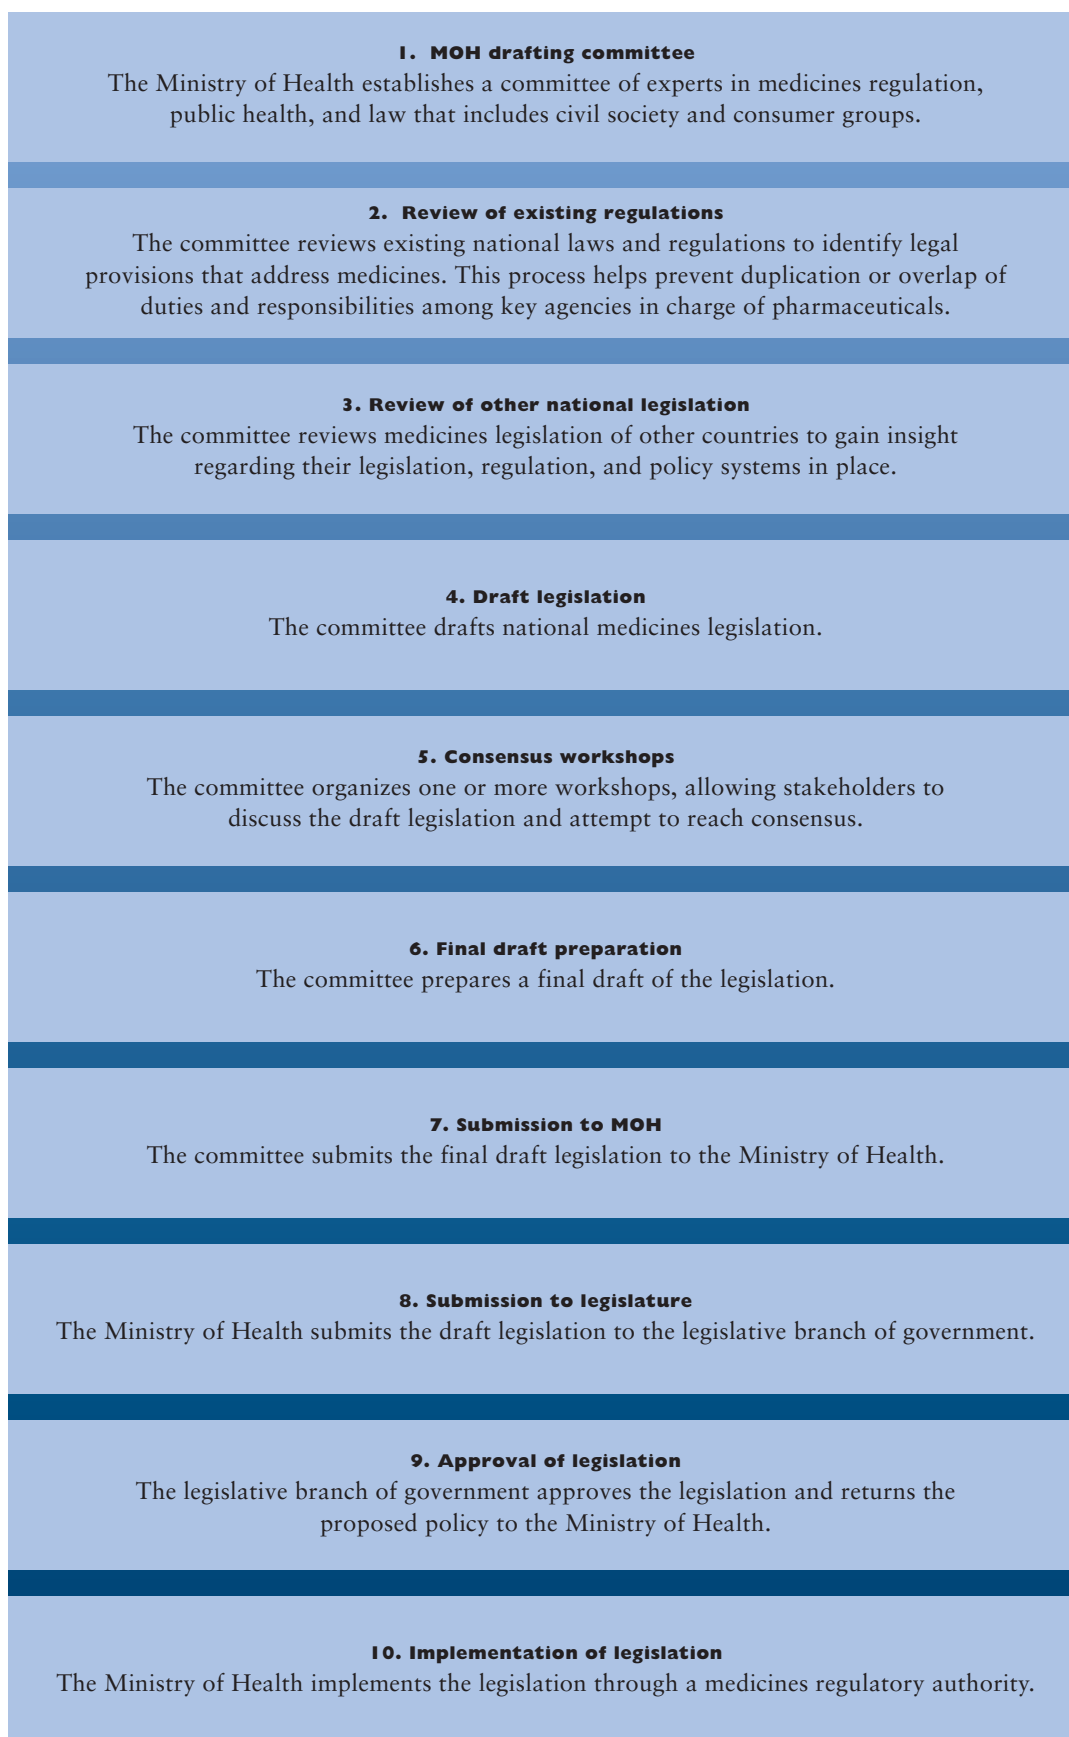 1. MOH drafting committee
The Ministry of Health establishes a committee of experts in medicines regulation,
public health, and law that includes civil society and consumer groups.
2. Review of existing regulations
The committee reviews existing national laws and regulations to identify legal
provisions that address medicines. This process helps prevent duplication or overlap of
duties and responsibilities among key agencies in charge of pharmaceuticals.
3. Review of other national legislation
The committee reviews medicines legislation of other countries to gain insight
regarding their legislation, regulation, and policy systems in place.
4. Draft legislation
The committee drafts national medicines legislation.
5. Consensus workshops
The committee organizes one or more workshops, allowing stakeholders to
discuss the draft legislation and attempt to reach consensus.
6. Final draft preparation
The committee prepares a final draft of the legislation.
7. Submission to MOH
The committee submits the final draft legislation to the Ministry of Health.
8. Submission to legislature
The Ministry of Health submits the draft legislation to the legislative branch of government.
9. Approval of legislation
The legislative branch of government approves the legislation and returns the
proposed policy to the Ministry of Health.
10. Implementation of legislation
The Ministry of Health implements the legislation through a medicines regulatory authority.